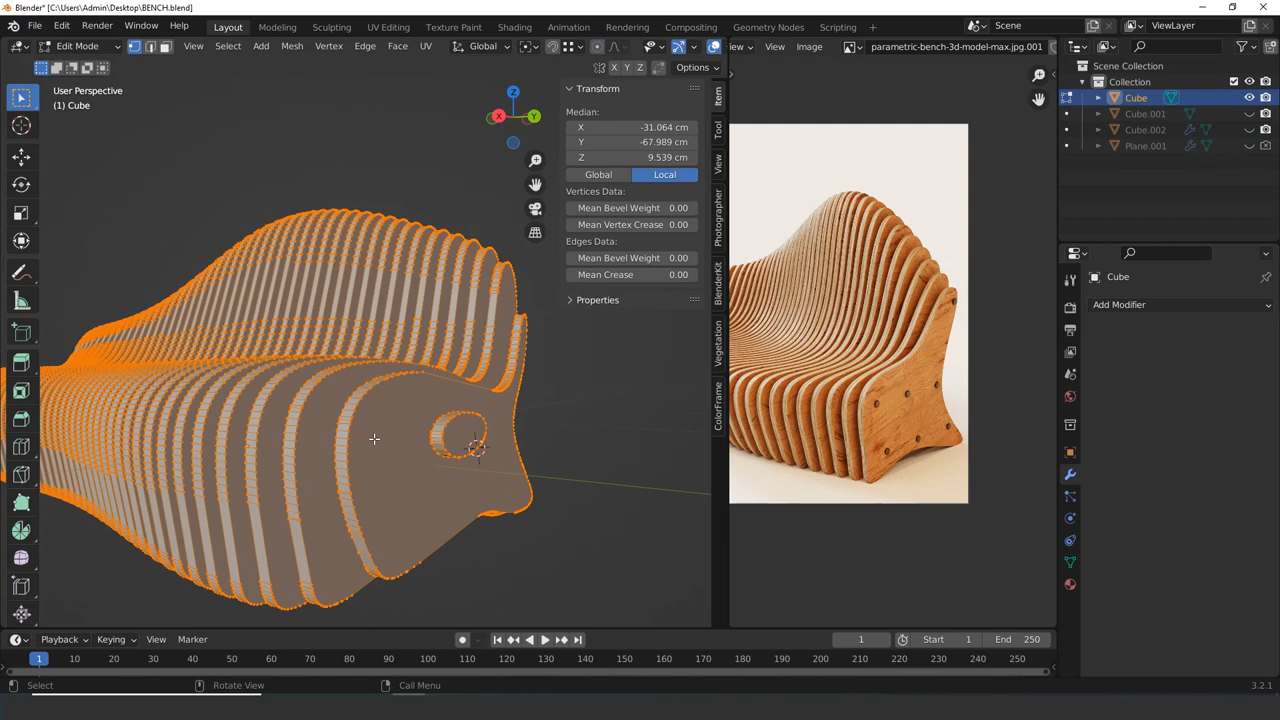 Blender* [C:\Users\Admin\Desktop\BENCH.blend]
File Edit Render Window Help Layout Modeling Sculpting UV Editing Texture Paint Shading Animation Rendering Compositing Geometry Nodes Scripting Scene ViewLayer
Edit Mode View Select Add Mesh Vertex Edge Face UV Global View Image parametric-bench-3d-model-max.jpg.001
X Y Z Options
User Perspective
(1) Cube
Z
X Y
Transform
Median:
X -31.064 cm
Y -67.989 cm
Z 9.539 cm
Global Local
Vertices Data:
Mean Bevel Weight 0.00
Mean Vertex Crease 0.00
Edges Data:
Mean Bevel Weight 0.00
Mean Crease 0.00
Properties
Item
Tool
View
Photographer
BlenderKit
Vegetation
ColorFrame
Scene Collection
Collection
Cube
Cube.001
Cube.002
Plane.001
Cube
Add Modifier
Playback Keying View Marker 1 Start 1 End 250
1 10 20 30 40 50 60 70 80 90 100 110 120 130 140 150 160 170 180 190 200 210 220 230 240 250
Select Rotate View Call Menu 3.2.1